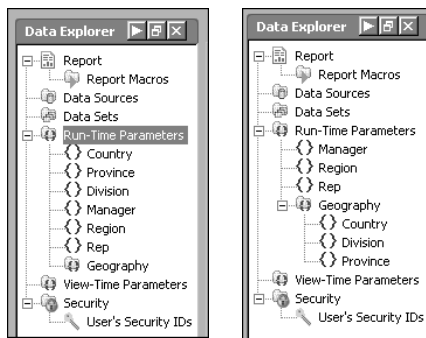 Data Explorer
Report
Report Macros
Data Sources
Data Sets
Run-Time Parameters
Country
Province
Division
Manager
Region
Rep
Geography
View-Time Parameters
Security
User's Security IDs
Data Explorer
Report
Report Macros
Data Sources
Data Sets
Run-Time Parameters
Manager
Region
Rep
Geography
Country
Division
Province
View-Time Parameters
Security
User's Security IDs